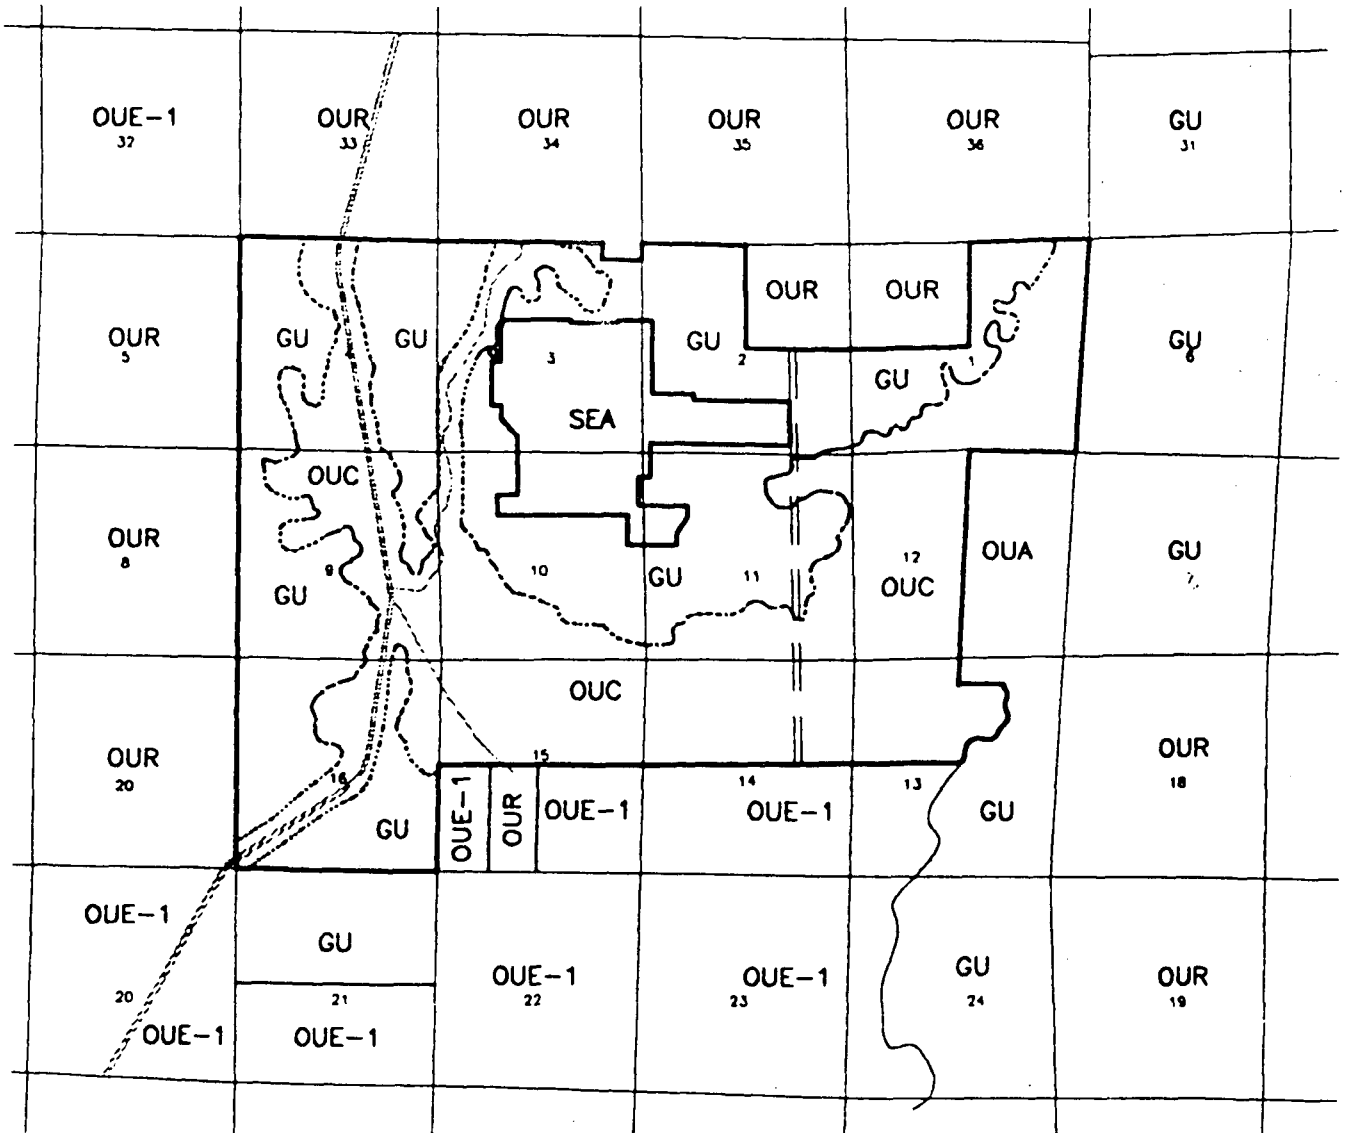 OUE-1 OUR OUR OUR OUR GU
32 33 34 35 36 31
OUR OUR
OUR GU GU GU GU
5 3 2 1 6
GU
SEA
OUC
OUR OUA GU
8 9 10 11 12
GU GU OUC
OUC
OUR OUR
20 16 15 14 13 18
GU OUE-1 OUR OUE-1 OUE-1 GU
OUE-1
GU OUE-1 OUE-1 GU OUR
20 21 22 23 24 19
OUE-1 OUE-1